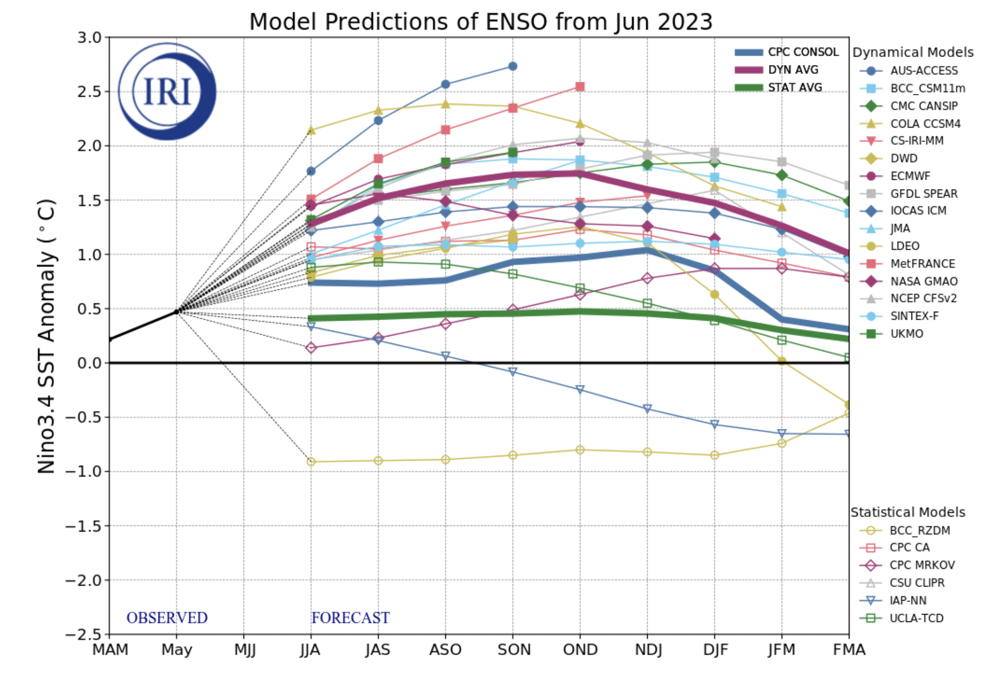 Model Predictions of ENSO from Jun 2023
Nino3.4 SST Anomaly (°C)
3.0
2.5
2.0
1.5
1.0
0.5
0.0
−0.5
−1.0
−1.5
−2.0
−2.5
IRI
CPC CONSOL
DYN AVG
STAT AVG
OBSERVED
FORECAST
MAM
May
MJJ
JJA
JAS
ASO
SON
OND
NDJ
DJF
JFM
FMA
Dynamical Models
AUS-ACCESS
BCC_CSM11m
CMC CANSIP
COLA CCSM4
CS-IRI-MM
DWD
ECMWF
GFDL SPEAR
IOCAS ICM
JMA
LDEO
MetFRANCE
NASA GMAO
NCEP CFSv2
SINTEX-F
UKMO
Statistical Models
BCC_RZDM
CPC CA
CPC MRKOV
CSU CLIPR
IAP-NN
UCLA-TCD